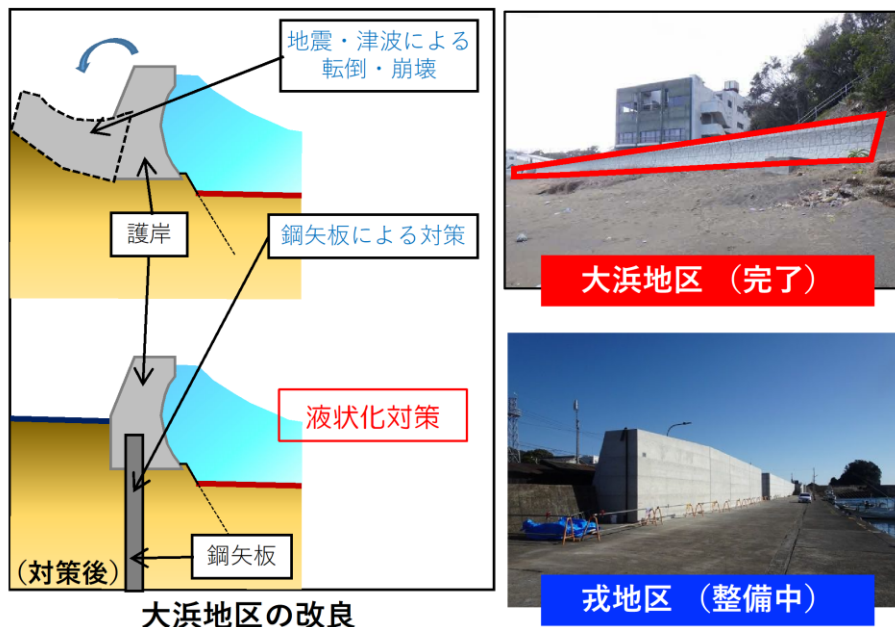 地震・津波による
転倒・崩壊
護岸
鋼矢板による対策
液状化対策
鋼矢板
(対策後)
大浜地区の改良
大浜地区 （完了）
戎地区 （整備中）